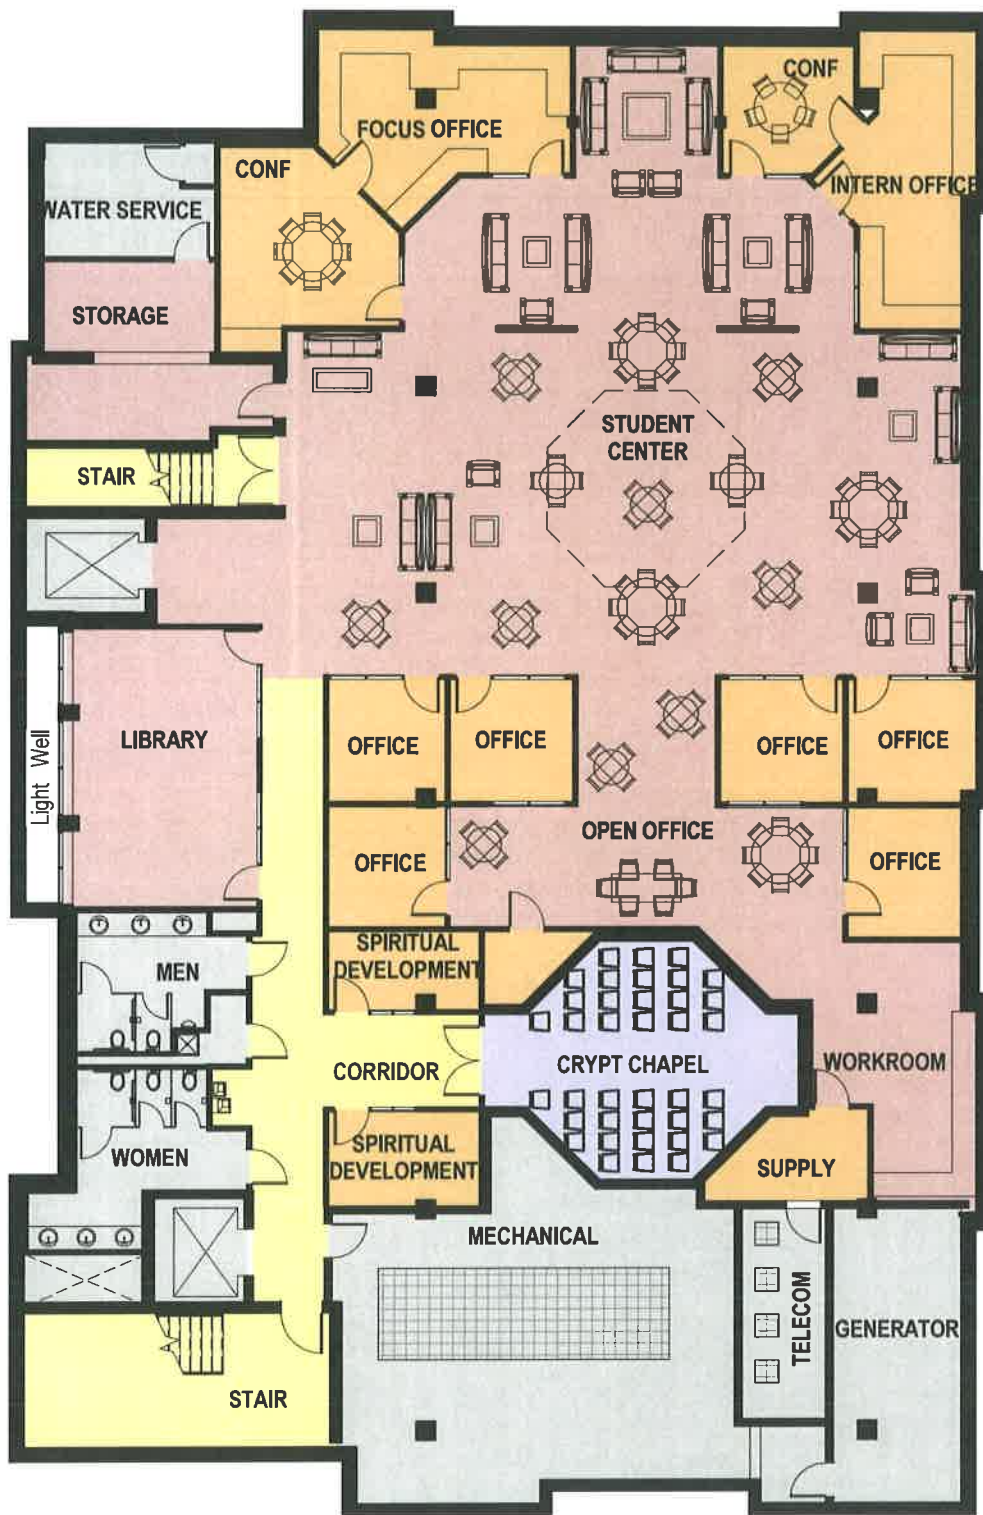 CONF
FOCUS OFFICE
CONF
INTERN OFFICE
WATER SERVICE
STORAGE
STUDENT
CENTER
STAIR
LIBRARY
Light Well
OFFICE
OFFICE
OFFICE
OFFICE
OPEN OFFICE
OFFICE
OFFICE
SPIRITUAL
DEVELOPMENT
MEN
CORRIDOR
CRYPT CHAPEL
WORKROOM
WOMEN
SPIRITUAL
DEVELOPMENT
SUPPLY
MECHANICAL
TELECOM
GENERATOR
STAIR